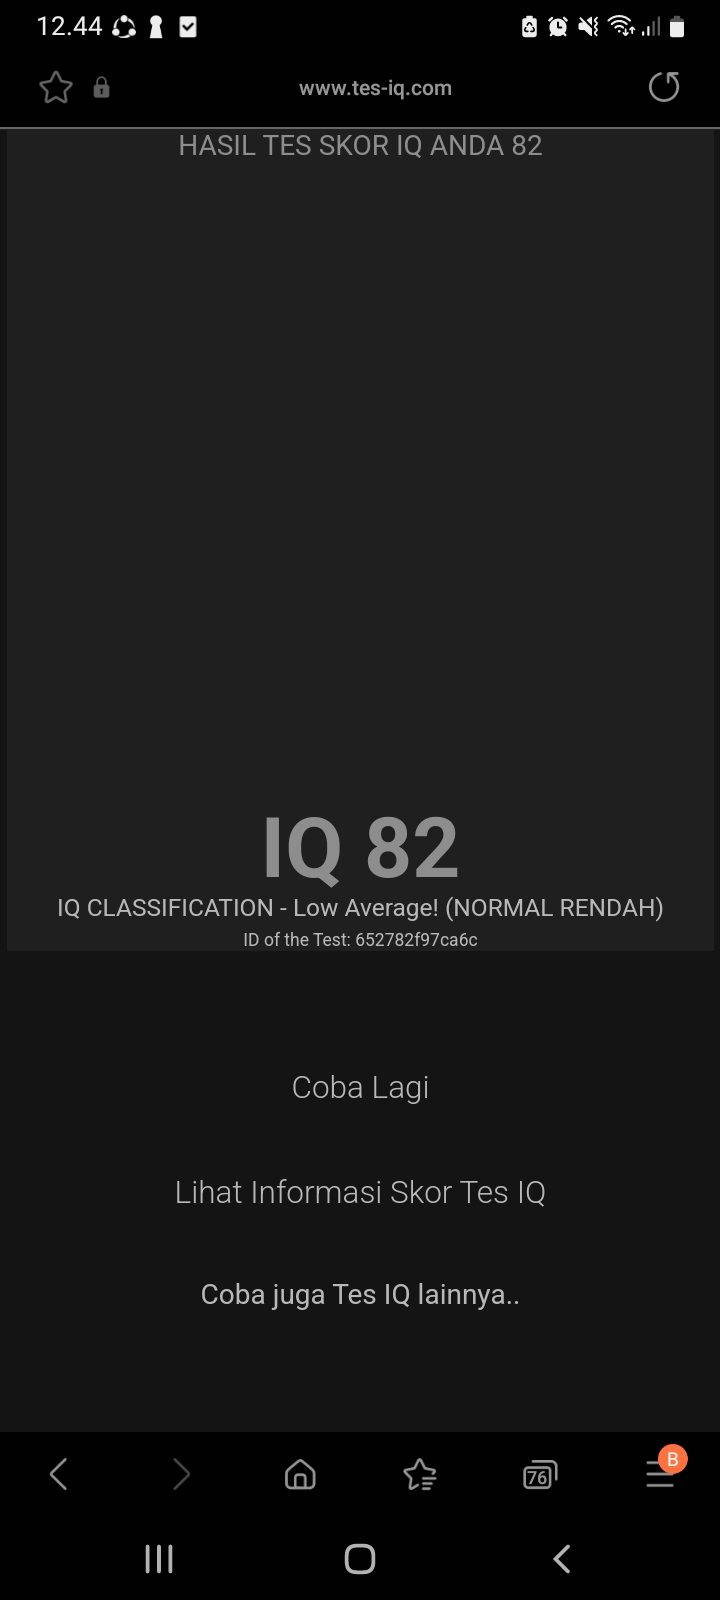 12.44
www.tes-iq.com
HASIL TES SKOR IQ ANDA 82
IQ 82
IQ CLASSIFICATION - Low Average! (NORMAL RENDAH)
ID of the Test: 652782f97ca6c
Coba Lagi
Lihat Informasi Skor Tes IQ
Coba juga Tes IQ lainnya..
76
B